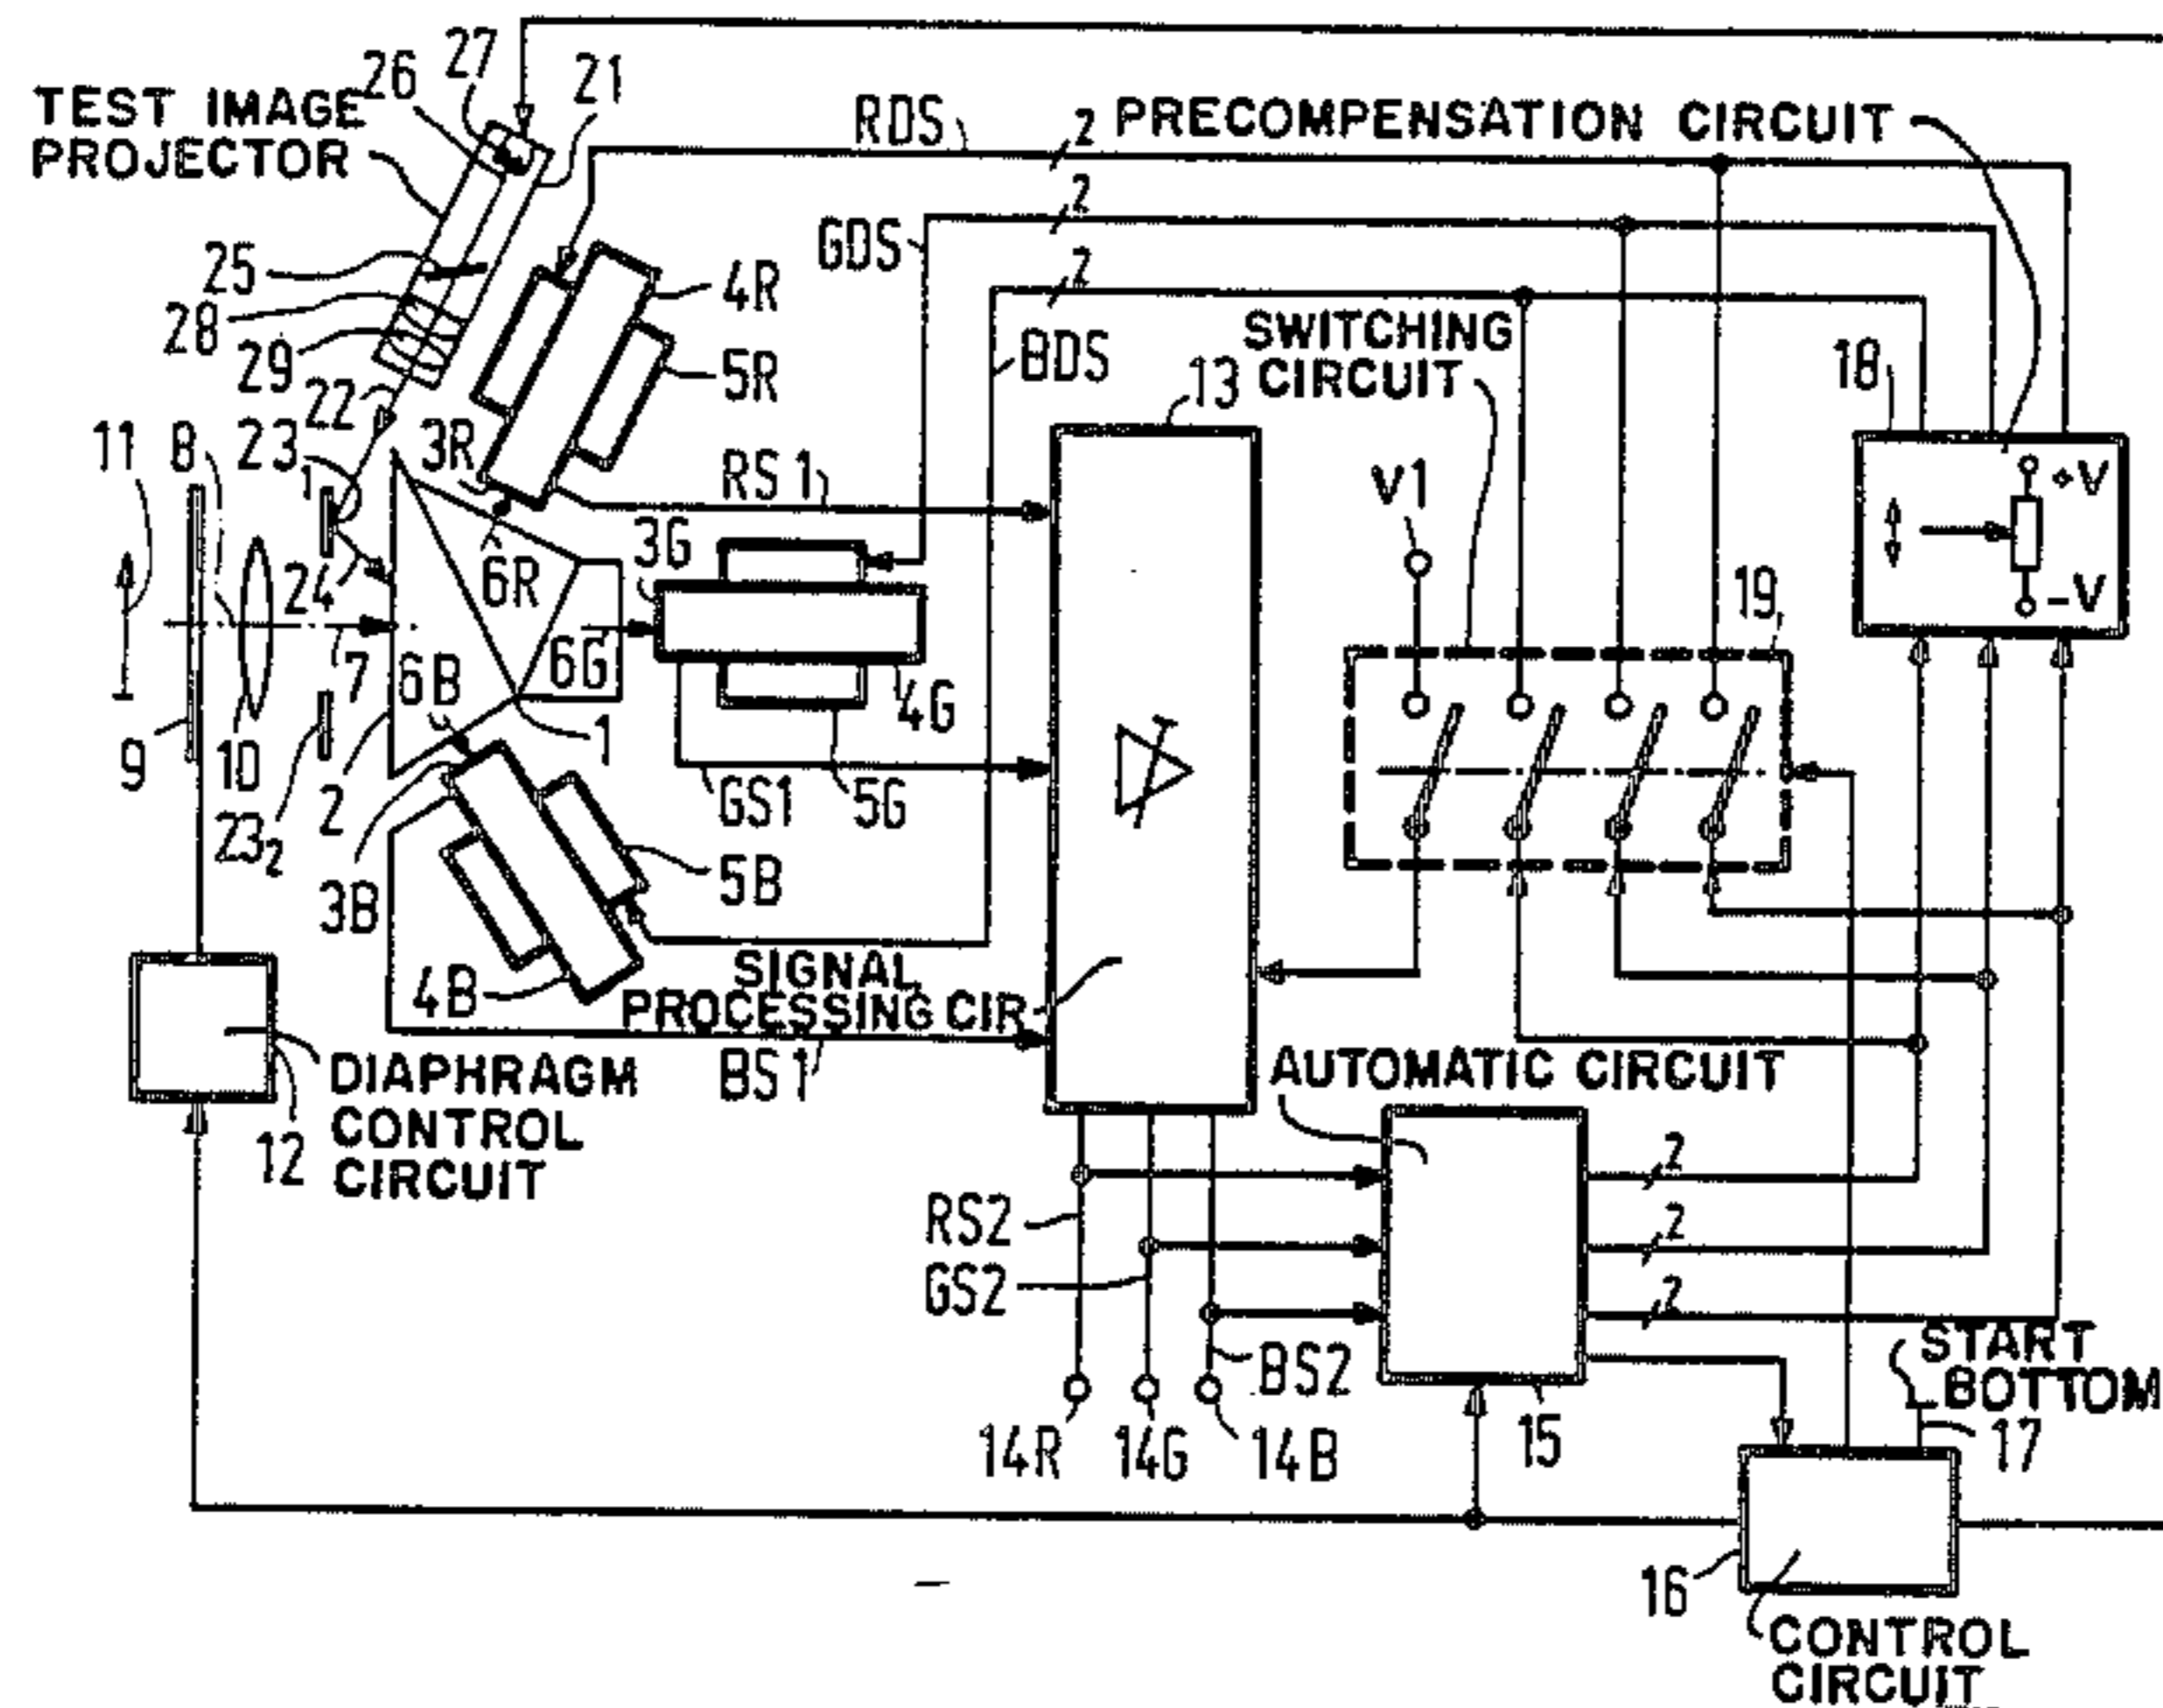 TEST IMAGE
PROJECTOR
26
27
21
RDS
2
PRECOMPENSATION CIRCUIT
2
GDS
2
25
28
29
22
4R
5R
BDS
SWITCHING
CIRCUIT
13
18
11
8
23
1
3R
RS1
V1
+V
-V
24
6R
3G
19
7
6B
6G
4G
9
10
23
2
2
1
GS1
5G
3B
5B
4B
SIGNAL
PROCESSING CIR
BS1
DIAPHRAGM
CONTROL
CIRCUIT
12
AUTOMATIC CIRCUIT
2
2
2
RS2
GS2
BS2
START
BOTTOM
14R
14G
14B
15
17
16
CONTROL
CIRCUIT